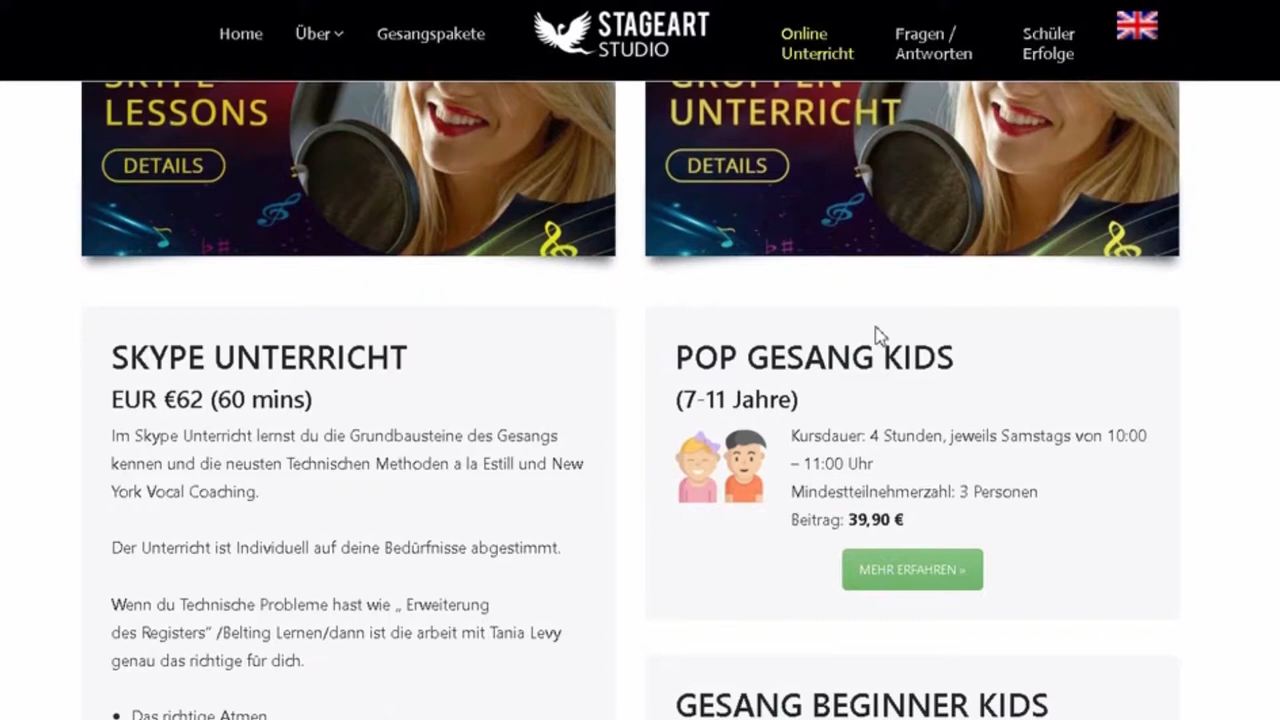 Home
Über
Gesangspakete
STAGEART
STUDIO
Online
Unterricht
Fragen /
Antworten
Schüler
Erfolge
SKYPE
LESSONS
DETAILS
GRUPPEN
UNTERRICHT
DETAILS
SKYPE UNTERRICHT
EUR €62 (60 mins)
Im Skype Unterricht lernst du die Grundbausteine des Gesangs
kennen und die neusten Technischen Methoden a la Estill und New
York Vocal Coaching.
Der Unterricht ist Individuell auf deine Bedürfnisse abgestimmt.
Wenn du Technische Probleme hast wie „ Erweiterung
des Registers“ /Belting Lernen/dann ist die arbeit mit Tania Levy
genau das richtige für dich.
• Das richtige Atmen
POP GESANG KIDS
(7-11 Jahre)
Kursdauer: 4 Stunden, jeweils Samstags von 10:00
– 11:00 Uhr
Mindestteilnehmerzahl: 3 Personen
Beitrag: 39,90 €
MEHR ERFAHREN »
GESANG BEGINNER KIDS